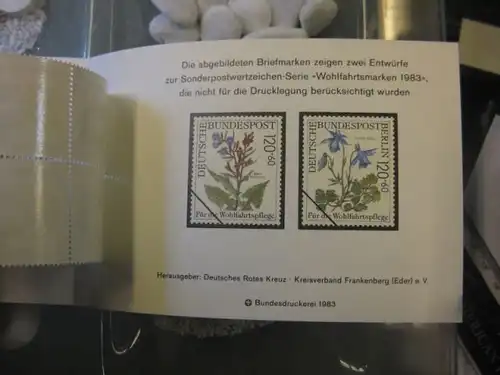 Die abgebildeten Briefmarken zeigen zwei Entwürfe
zur Sonderpostwertzeichen-Serie «Wohlfahrtsmarken 1983»,
die nicht für die Drucklegung berücksichtigt wurden
DEUTSCHE BUNDESPOST
120+60
Für die Wohlfahrtspflege
DEUTSCHE BUNDESPOST
BERLIN
120+60
Für die Wohlfahrtspflege
Herausgeber: Deutsches Rotes Kreuz · Kreisverband Frankenberg (Eder) e.V.
Bundesdruckerei 1983